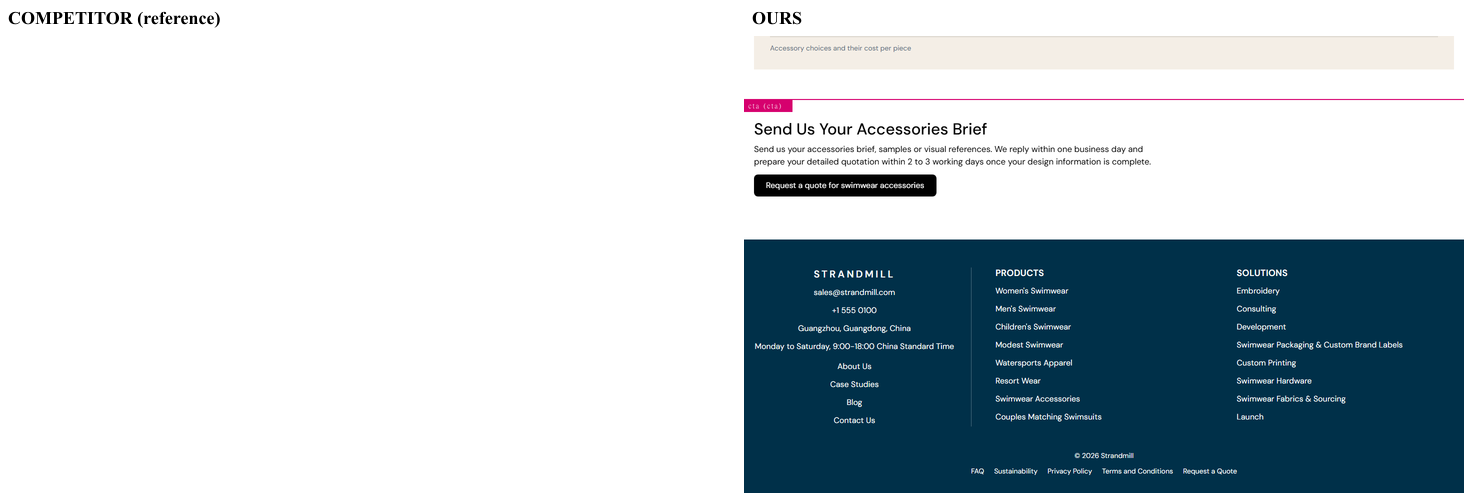 COMPETITOR (reference)
OURS
Accessory choices and their cost per piece
cta (cta)
Send Us Your Accessories Brief
Send us your accessories brief, samples or visual references. We reply within one business day and
prepare your detailed quotation within 2 to 3 working days once your design information is complete.
Request a quote for swimwear accessories
STRANDMILL
sales@strandmill.com
+1 555 0100
Guangzhou, Guangdong, China
Monday to Saturday, 9:00-18:00 China Standard Time
About Us
Case Studies
Blog
Contact Us
PRODUCTS
Women's Swimwear
Men's Swimwear
Children's Swimwear
Modest Swimwear
Watersports Apparel
Resort Wear
Swimwear Accessories
Couples Matching Swimsuits
SOLUTIONS
Embroidery
Consulting
Development
Swimwear Packaging & Custom Brand Labels
Custom Printing
Swimwear Hardware
Swimwear Fabrics & Sourcing
Launch
© 2026 Strandmill
FAQ Sustainability Privacy Policy Terms and Conditions Request a Quote